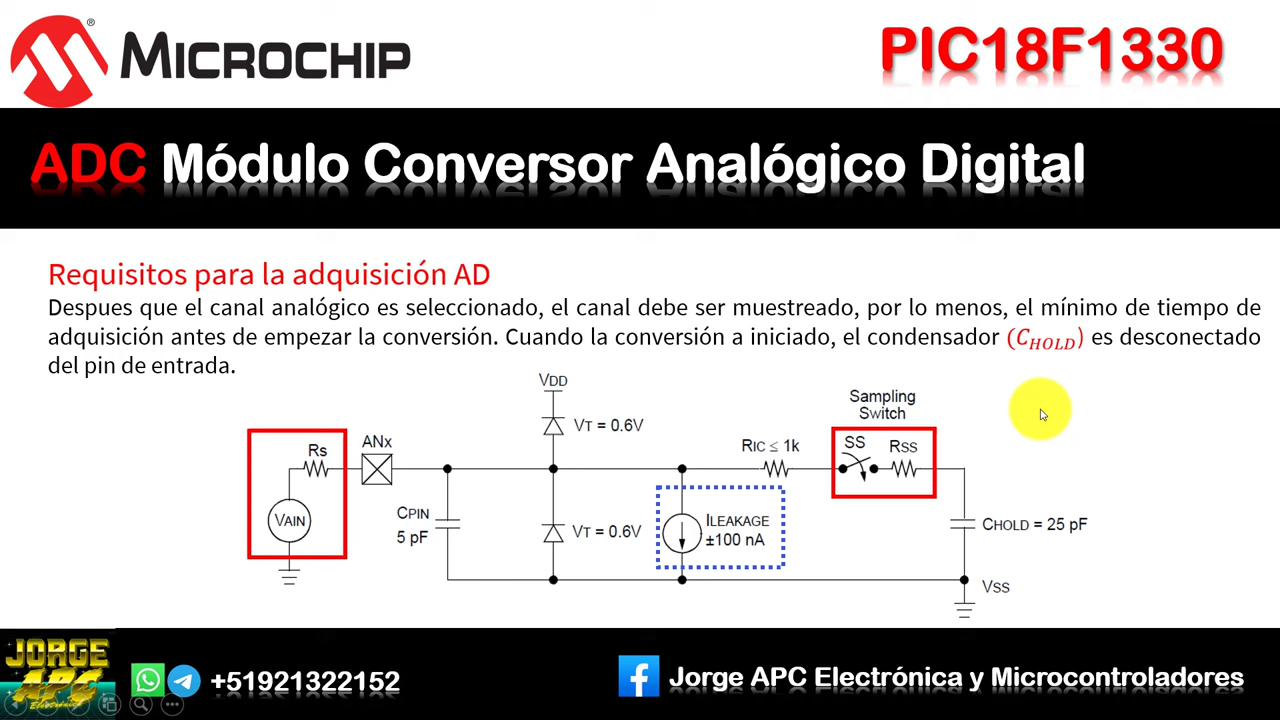 MICROCHIP
®
PIC18F1330
ADC Módulo Conversor Analógico Digital
Requisitos para la adquisición AD
Despues que el canal analógico es seleccionado, el canal debe ser muestreado, por lo menos, el mínimo de tiempo de
adquisición antes de empezar la conversión. Cuando la conversión a iniciado, el condensador (C_HOLD) es desconectado
del pin de entrada.
VDD
Sampling
Switch
VT = 0.6V
Rs
ANx
RIC ≤ 1k
SS
RSS
VAIN
CPIN
5 pF
VT = 0.6V
ILEAKAGE
±100 nA
CHOLD = 25 pF
VSS
JORGE
APC
Electrónica
+51921322152
Jorge APC Electrónica y Microcontroladores